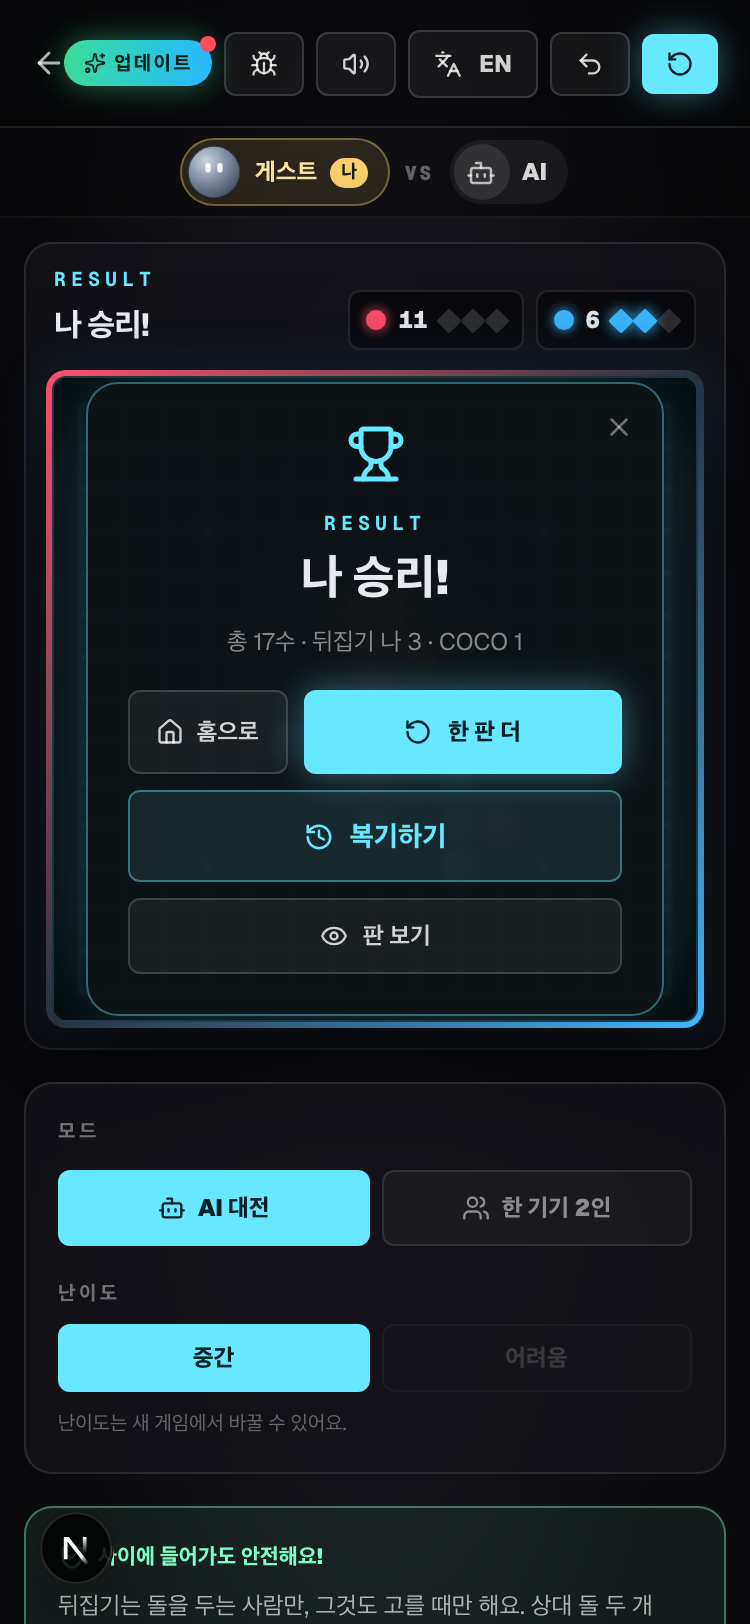 업데이트
EN
게스트 나 VS AI
RESULT
나 승리!
11
6
RESULT
나 승리!
총 17수 · 뒤집기 나 3 · COCO 1
홈으로
한 판 더
복기하기
판 보기
모드
AI 대전
한 기기 2인
난이도
중간
어려움
난이도는 새 게임에서 바꿀 수 있어요.
N
사이에 들어가도 안전해요!
뒤집기는 돌을 두는 사람만, 그것도 고를 때만 해요. 상대 돌 두 개